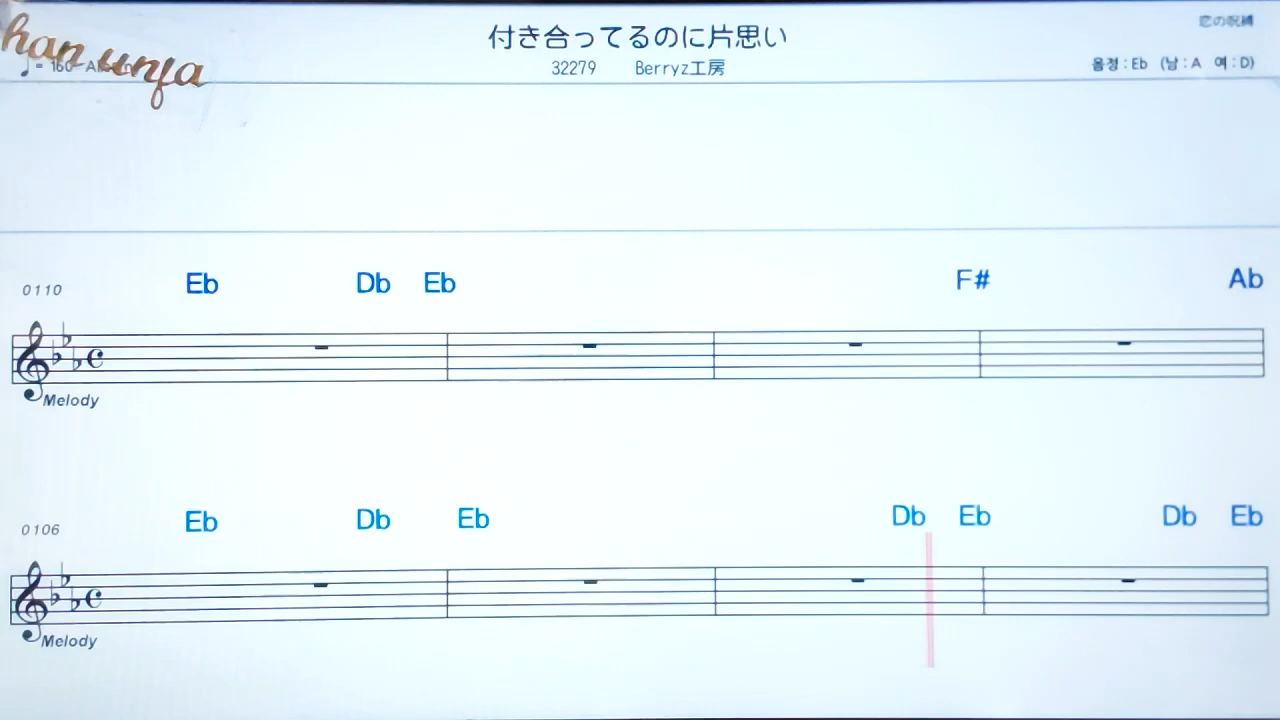 付き合ってるのに片思い
恋の呪縛
han unfa
♩= 160
32279 Berryz工房
음정 : Eb (남 : A 여 : D)
Eb Db Eb F# Ab
0110
Melody
Eb Db Eb Db Eb Db Eb
0106
Melody